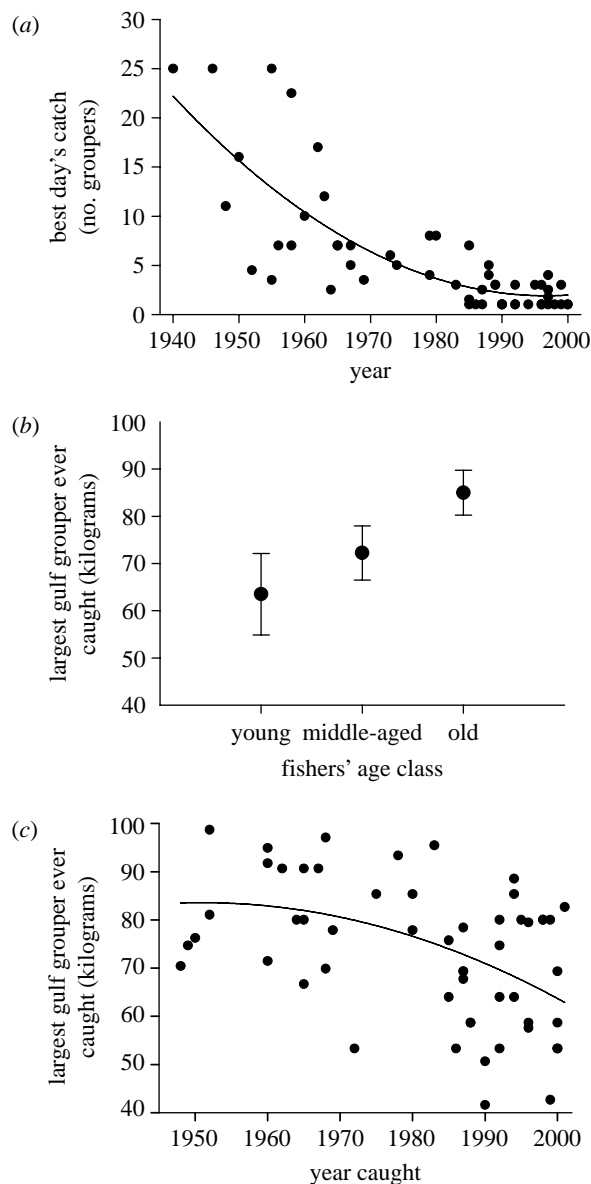 (a)
best day's catch
(no. groupers)
30
25
20
15
10
5
0
1940 1950 1960 1970 1980 1990 2000
year
(b)
largest gulf grouper ever
caught (kilograms)
100
90
80
70
60
50
40
young middle-aged old
fishers' age class
(c)
largest gulf grouper ever
caught (kilograms)
100
90
80
70
60
50
40
1950 1960 1970 1980 1990 2000
year caught